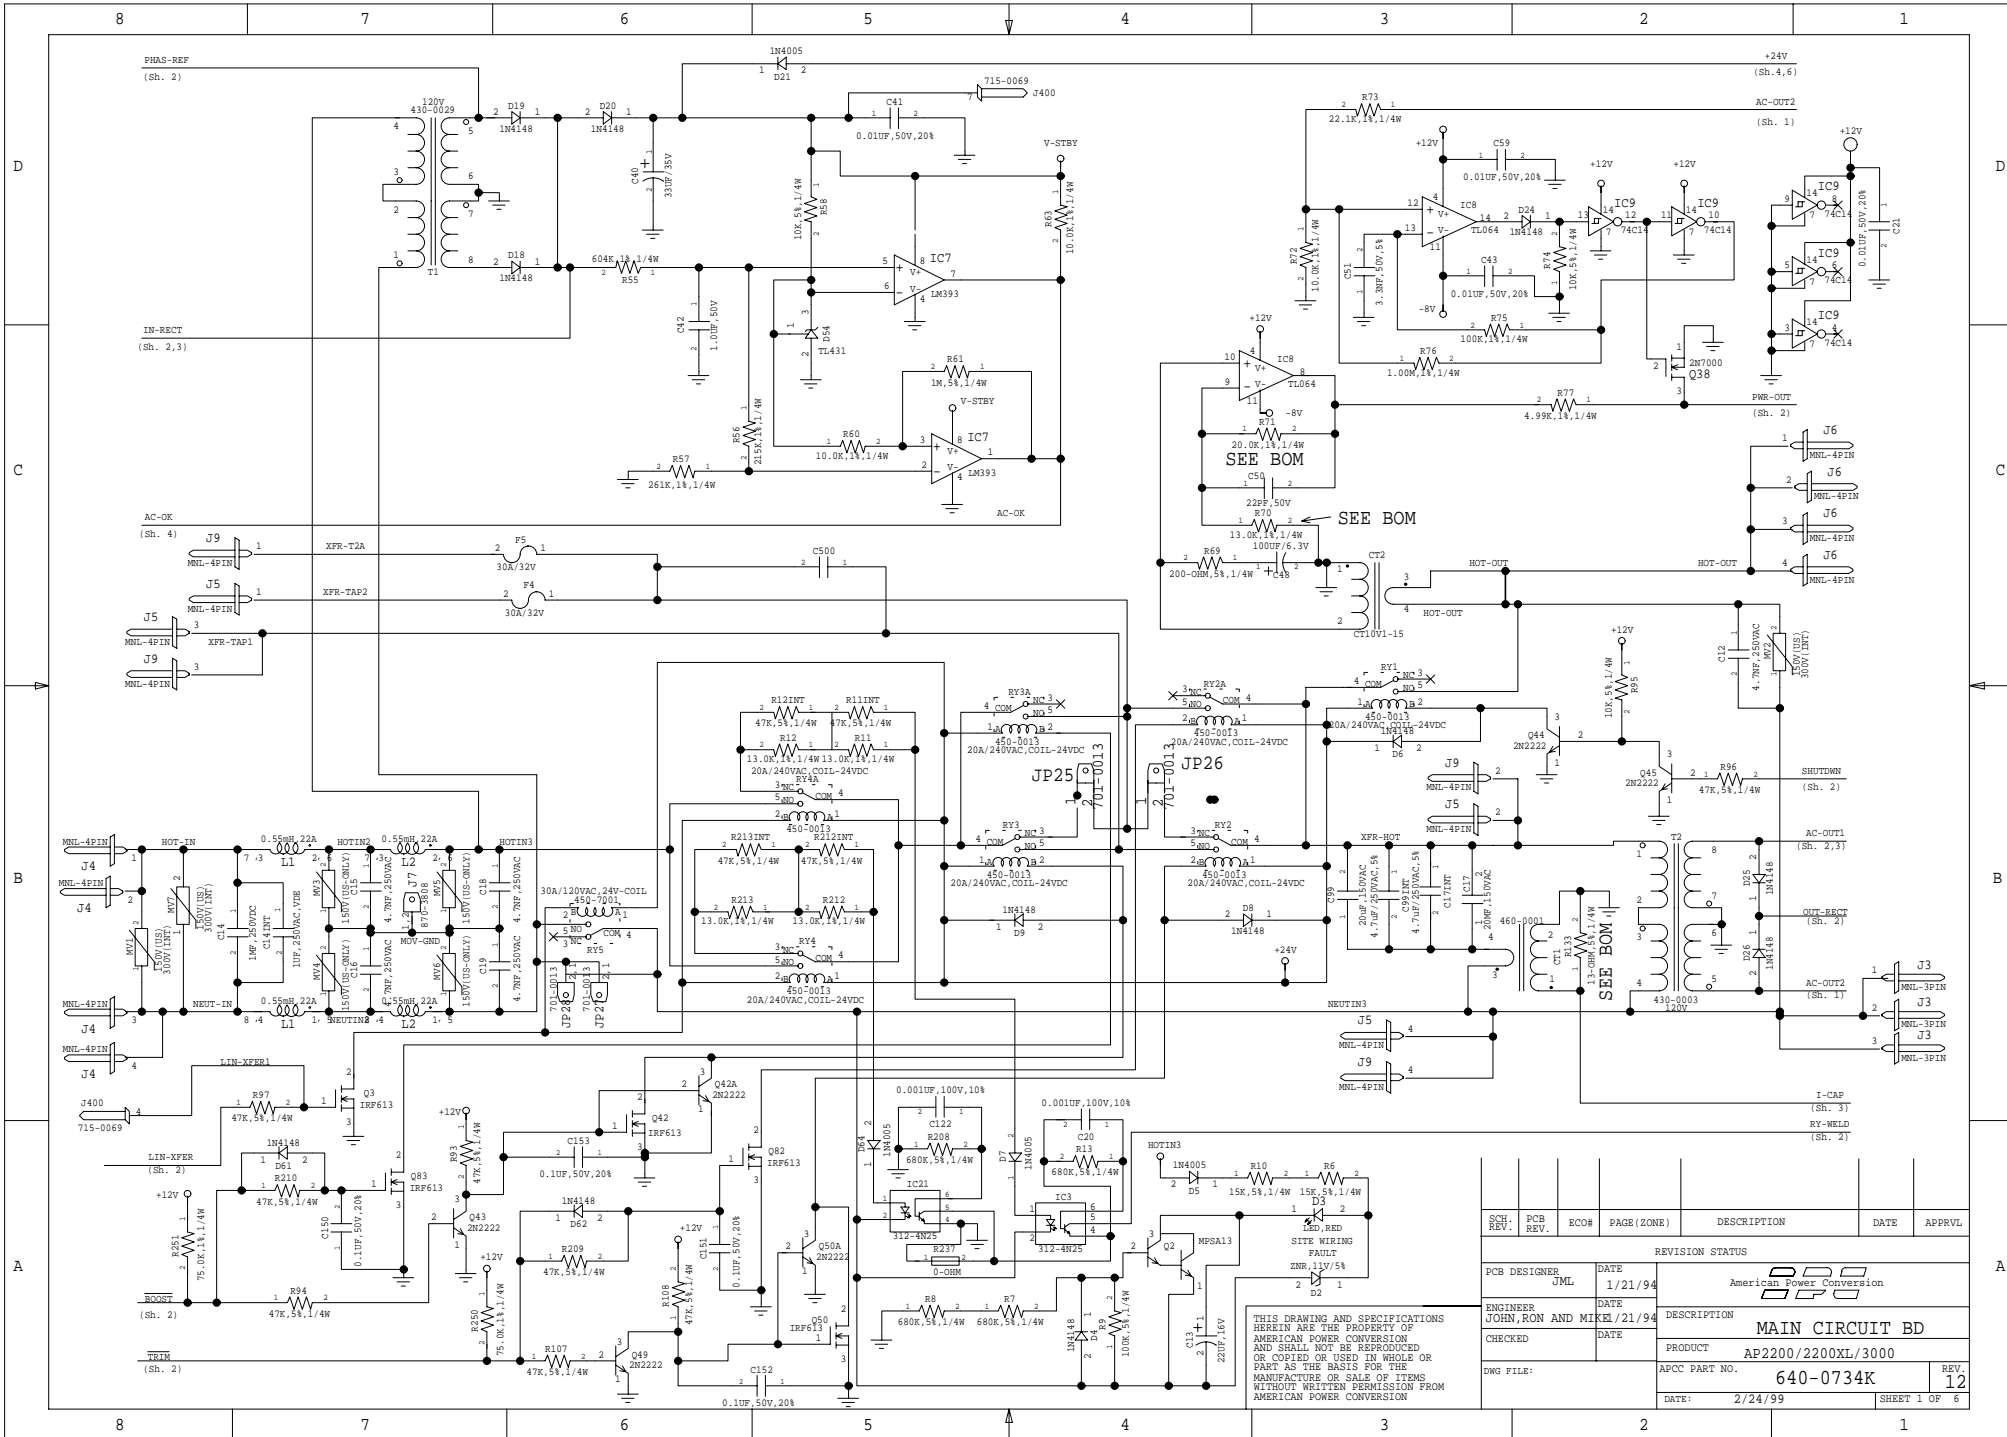 8 7 6 5 4 3 2 1
D
C
B
A
PHAS-REF
(Sh. 2)
120V
430-0029
T1
D19
1N4148
D20
1N4148
D18
1N4148
1N4005
D21
C40
33UF/35V
C41
0.01UF,50V,20%
715-0069
J400
+24V
(Sh.4,6)
R58
10K,5%,1/4W
V-STBY
R63
10.0K,1%,1/4W
604K,1%,1/4W
R55
C42
1.0UF,50V
IC7
LM393
D54
TL431
IN-RECT
(Sh. 2,3)
R61
1M,5%,1/4W
V-STBY
R56
215K,1%,1/4W
R60
10.0K,1%,1/4W
IC7
LM393
R57
261K,1%,1/4W
AC-OK
(Sh. 4)
AC-OK
R73
22.1K,1%,1/4W
AC-OUT2
(Sh. 1)
+12V
C59
0.01UF,50V,20%
IC8
TL064
D24
1N4148
+12V
+12V
IC9
74C14
IC9
74C14
+12V
IC9
74C14
IC9
74C14
IC9
74C14
C21
0.01UF,50V,20%
R72
10.0K,1%,1/4W
C51
3.3NF,50V,5%
C43
0.01UF,50V,20%
-8V
R74
10K,5%,1/4W
R75
100K,1%,1/4W
R76
1.00M,1%,1/4W
2N7000
Q38
R77
4.99K,1%,1/4W
PWR-OUT
(Sh. 2)
+12V
IC8
TL064
-8V
R71
20.0K,1%,1/4W
SEE BOM
C50
22PF,50V
R70
13.0K,1%,1/4W
SEE BOM
R69
200-OHM,5%,1/4W
100UF/6.3V
C48
CT2
CT10V1-15
HOT-OUT
HOT-OUT
HOT-OUT
J6
MNL-4PIN
J6
MNL-4PIN
J6
MNL-4PIN
J6
MNL-4PIN
J9
MNL-4PIN
XFR-T2A
F5
30A/32V
J5
MNL-4PIN
XFR-TAP2
F4
30A/32V
C500
J5
MNL-4PIN
XFR-TAP1
J9
MNL-4PIN
R12INT
47K,5%,1/4W
R11INT
47K,5%,1/4W
R12
13.0K,1%,1/4W
R11
13.0K,1%,1/4W
20A/240VAC,COIL-24VDC
RY4A
450-0013
RY3A
450-0013
20A/240VAC,COIL-24VDC
RY2A
450-0013
20A/240VAC,COIL-24VDC
RY1
450-0013
20A/240VAC,COIL-24VDC
1N4148
D6
JP25
701-0013
JP26
701-0013
+12V
R95
10K,5%,1/4W
C12
4.7NF,250VAC
MV2
150V(US)
300V(INT)
Q44
2N2222
Q45
2N2222
R96
47K,5%,1/4W
SHUTDWN
(Sh. 2)
J9
MNL-4PIN
J5
MNL-4PIN
MNL-4PIN
J4
HOT-IN
0.55mH,22A
L1
HOTIN2
0.55mH,22A
L2
HOTIN3
MNL-4PIN
J4
MV1
150V(US)
300V(INT)
MV7
150V(US)
300V(INT)
C14
1MF,250VDC
C14INT
1UF,250VAC,VDE
MV3
150V(US-ONLY)
C15
4.7NF,250VAC
J7
870-3808
MV5
150V(US-ONLY)
C18
4.7NF,250VAC
MOV-GND
MV4
150V(US-ONLY)
C16
4.7NF,250VAC
MV6
150V(US-ONLY)
C19
4.7NF,250VAC
MNL-4PIN
J4
NEUT-IN
0.55mH,22A
L1
NEUTIN2
0.55mH,22A
L2
MNL-4PIN
J4
30A/120VAC,24V-COIL
450-7001
RY5
701-0013
JP28
701-0013
JP27
R213INT
47K,5%,1/4W
R212INT
47K,5%,1/4W
R213
13.0K,1%,1/4W
R212
13.0K,1%,1/4W
RY4
450-0013
20A/240VAC,COIL-24VDC
RY3
450-0013
20A/240VAC,COIL-24VDC
1N4148
D9
RY2
450-0013
20A/240VAC,COIL-24VDC
D8
1N4148
+24V
XFR-HOT
C99
20uF,150VAC
C99INT
4.7uF/250VAC,5%
C17INT
4.7uF/250VAC,5%
C17
20MF,150VAC
460-0001
CT1
R133
13-OHM,5%,1/4W
SEE BOM
T2
430-0003
120V
AC-OUT1
(Sh. 2,3)
D25
1N4148
OUT-RECT
(Sh. 2)
D26
1N4148
AC-OUT2
(Sh. 1)
NEUTIN3
J5
MNL-4PIN
J9
MNL-4PIN
J3
MNL-3PIN
J3
MNL-3PIN
J3
MNL-3PIN
I-CAP
(Sh. 3)
RY-WELD
(Sh. 2)
LIN-XFER1
J400
715-0069
R97
47K,5%,1/4W
Q3
IRF613
LIN-XFER
(Sh. 2)
1N4148
D61
R210
47K,5%,1/4W
+12V
R251
75.0K,1%,1/4W
C150
0.1UF,50V,20%
Q83
IRF613
+12V
R93
47K,5%,1/4W
Q43
2N2222
BOOST
(Sh. 2)
R94
47K,5%,1/4W
+12V
R250
75.0K,1%,1/4W
TRIM
(Sh. 2)
R107
47K,5%,1/4W
Q42A
2N2222
Q42
IRF613
C153
0.1UF,50V,20%
1N4148
D62
R209
47K,5%,1/4W
+12V
R108
47K,5%,1/4W
C151
0.1UF,50V,20%
Q82
IRF613
Q49
2N2222
C152
0.1UF,50V,20%
Q50A
2N2222
Q50
IRF613
D64
1N4005
0.001UF,100V,10%
C122
R208
680K,5%,1/4W
IC21
312-4N25
R237
0-OHM
D7
1N4005
0.001UF,100V,10%
C20
R13
680K,5%,1/4W
IC3
312-4N25
R8
680K,5%,1/4W
R7
680K,5%,1/4W
1N4148
D4
R9
100K,5%,1/4W
HOTIN3
1N4005
D5
R10
15K,5%,1/4W
R6
15K,5%,1/4W
Q2
MPSA13
D3
LED,RED
SITE WIRING
FAULT
ZNR,11V/5%
D2
C13
22UF,16V
THIS DRAWING AND SPECIFICATIONS
HEREIN ARE THE PROPERTY OF
AMERICAN POWER CONVERSION
AND SHALL NOT BE REPRODUCED
OR COPIED OR USED IN WHOLE OR
PART AS THE BASIS FOR THE
MANUFACTURE OR SALE OF ITEMS
WITHOUT WRITTEN PERMISSION FROM
AMERICAN POWER CONVERSION
SCH. REV. PCB REV. ECO# PAGE(ZONE) DESCRIPTION DATE APPRVL
REVISION STATUS
PCB DESIGNER JML
DATE 1/21/94
American Power Conversion
ENGINEER
JOHN,RON AND MIKE
DATE 1/21/94
DESCRIPTION
MAIN CIRCUIT BD
CHECKED DATE
PRODUCT AP2200/2200XL/3000
DWG FILE:
APCC PART NO. 640-0734K
REV. 12
DATE: 2/24/99
SHEET 1 OF 6
8 7 6 5 4 3 2 1